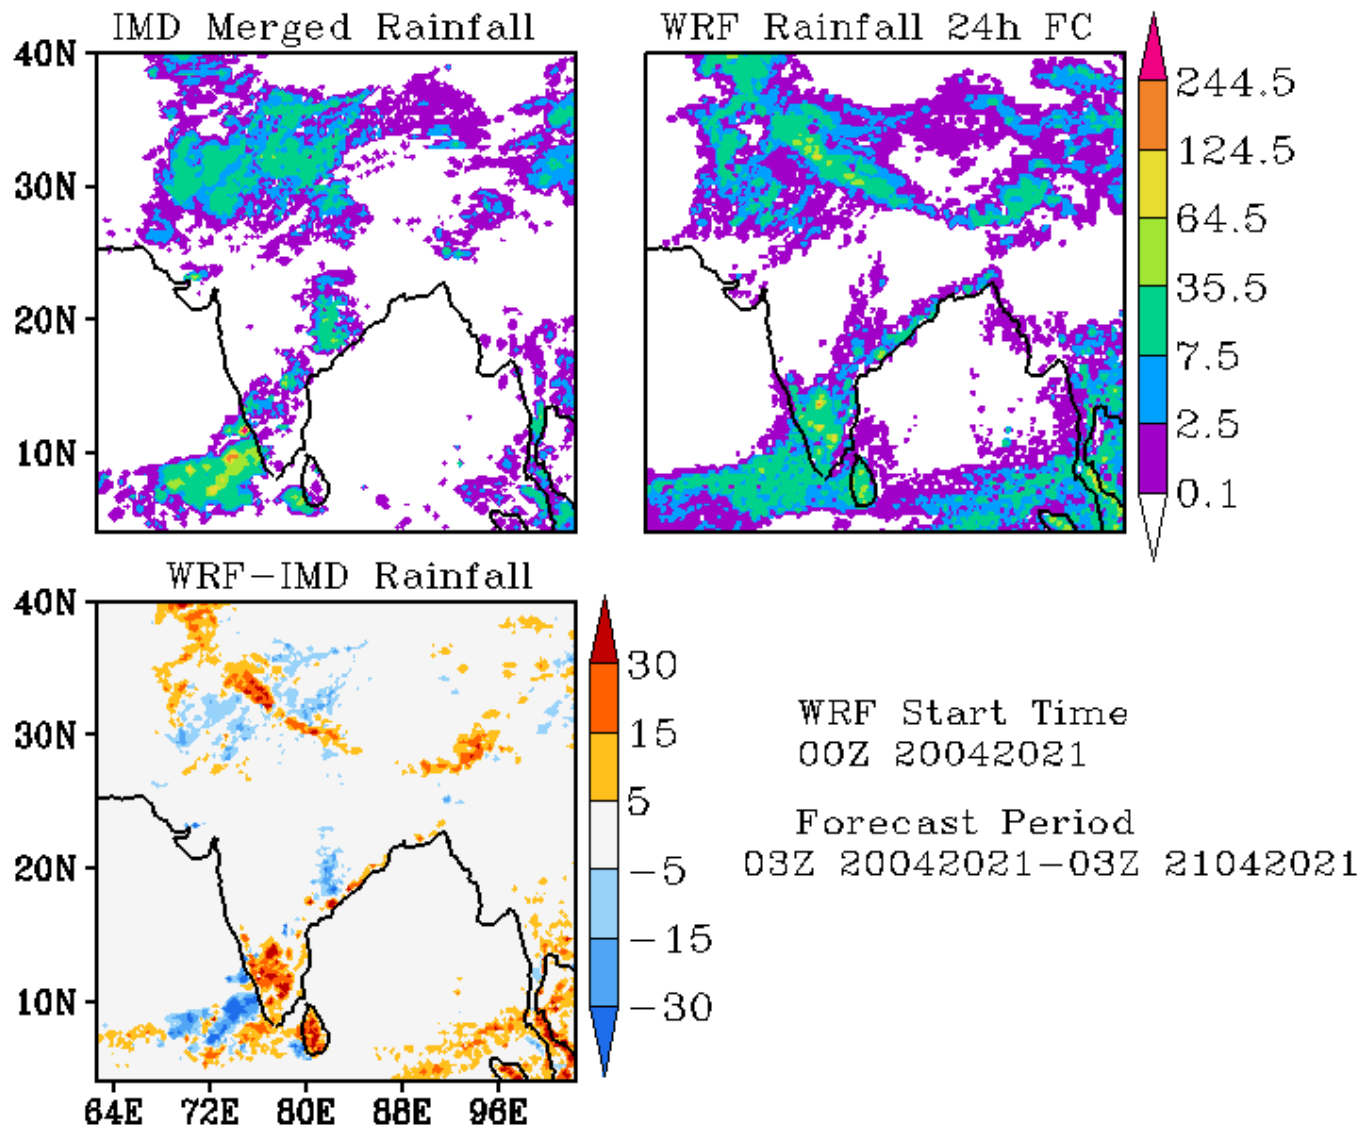 IMD Merged Rainfall
WRF Rainfall 24h FC
40N
30N
20N
10N
244.5
124.5
64.5
35.5
7.5
2.5
0.1
WRF-IMD Rainfall
40N
30N
20N
10N
64E 72E 80E 88E 96E
30
15
5
-5
-15
-30
WRF Start Time
00Z 20042021
Forecast Period
03Z 20042021-03Z 21042021